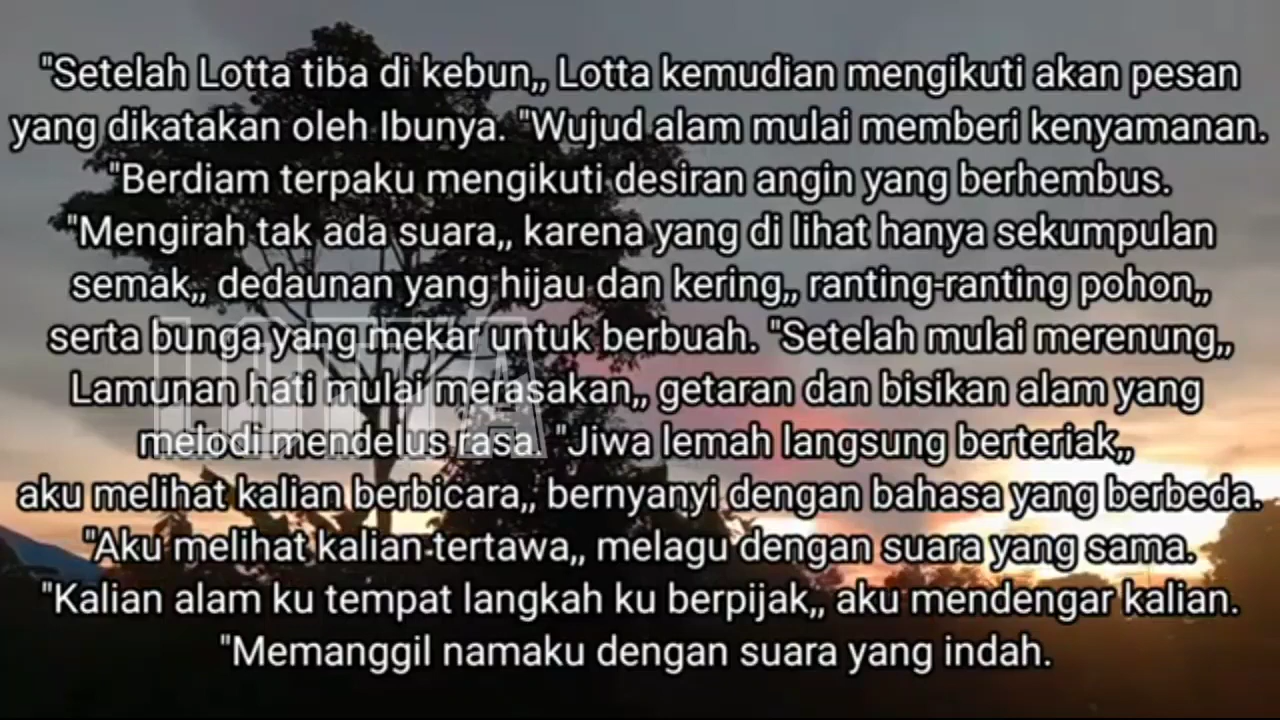 "Setelah Lotta tiba di kebun,, Lotta kemudian mengikuti akan pesan
yang dikatakan oleh Ibunya. "Wujud alam mulai memberi kenyamanan.
"Berdiam terpaku mengikuti desiran angin yang berhembus.
"Mengirah tak ada suara,, karena yang di lihat hanya sekumpulan
semak,, dedaunan yang hijau dan kering,, ranting-ranting pohon,,
serta bunga yang mekar untuk berbuah. "Setelah mulai merenung,,
Lamunan hati mulai merasakan,, getaran dan bisikan alam yang
melodi mendelus rasa. "Jiwa lemah langsung berteriak,,
aku melihat kalian berbicara,, bernyanyi dengan bahasa yang berbeda.
"Aku melihat kalian tertawa,, melagu dengan suara yang sama.
"Kalian alam ku tempat langkah ku berpijak,, aku mendengar kalian.
"Memanggil namaku dengan suara yang indah.
LOTTA